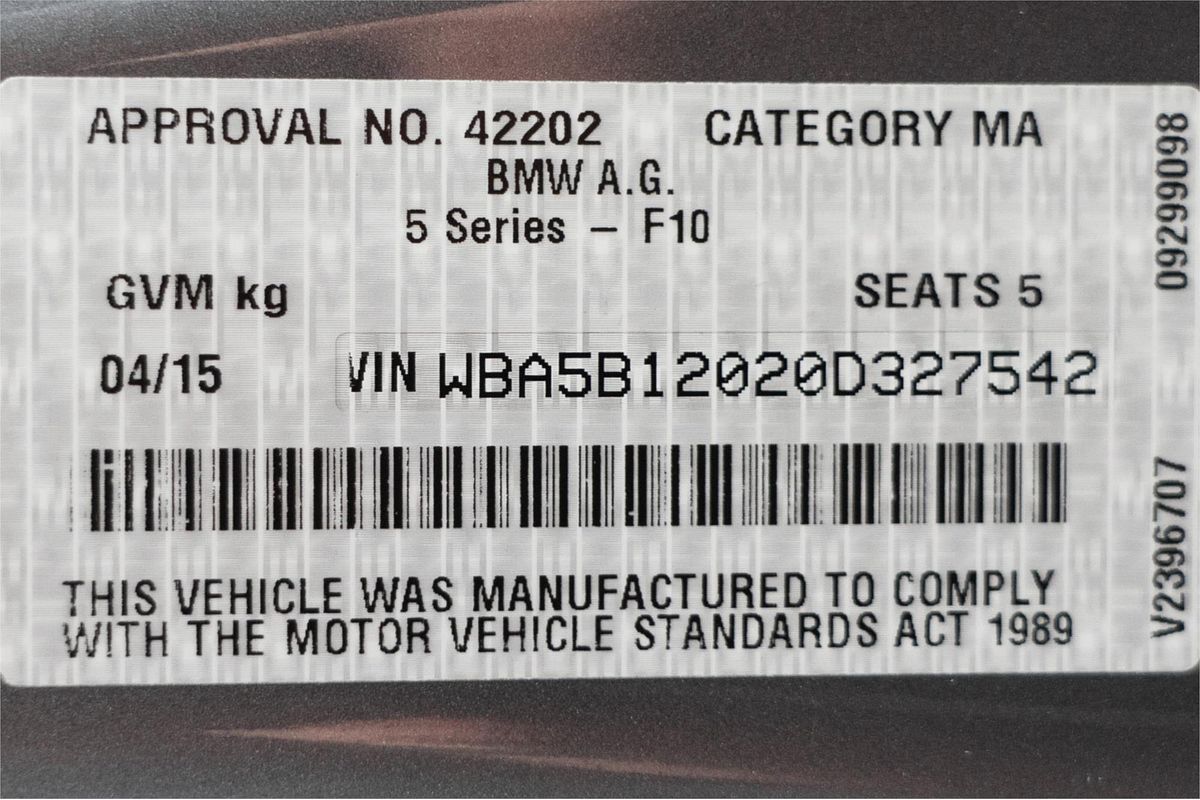 APPROVAL NO. 42202 CATEGORY MA
BMW A.G.
5 Series – F10
GVM kg SEATS 5
04/15 VIN WBA5B12020D327542
THIS VEHICLE WAS MANUFACTURED TO COMPLY
WITH THE MOTOR VEHICLE STANDARDS ACT 1989
09299098
V23967707